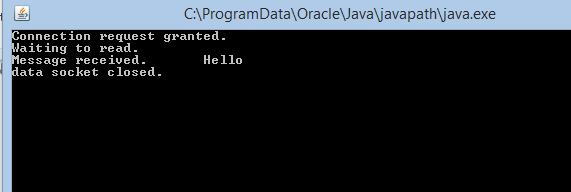 C:\ProgramData\Oracle\Java\javapath\java.exe
Connection request granted.
Waiting to read.
Message received. Hello
data socket closed.